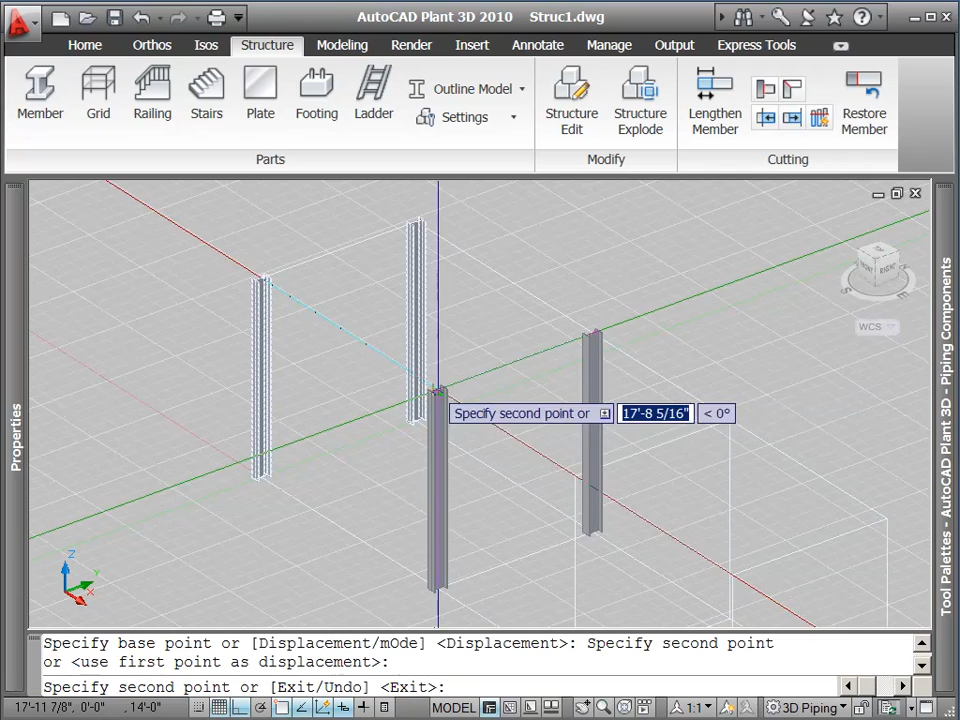 AutoCAD Plant 3D 2010 Struc1.dwg
Home Orthos Isos Structure Modeling Render Insert Annotate Manage Output Express Tools
Member Grid Railing Stairs Plate Footing Ladder
Outline Model
Settings
Structure Edit
Structure Explode
Lengthen Member
Restore Member
Parts Modify Cutting
Properties
FRONT RIGHT
S E
WCS
Specify second point or 17'-8 5/16" < 0°
Tool Palettes - AutoCAD Plant 3D - Piping Components
Z
Y
X
Specify base point or [Displacement/mOde] <Displacement>: Specify second point
or <use first point as displacement>:
Specify second point or [Exit/Undo] <Exit>:
17'-11 7/8", 0'-0" , 14'-0" MODEL 1:1 3D Piping